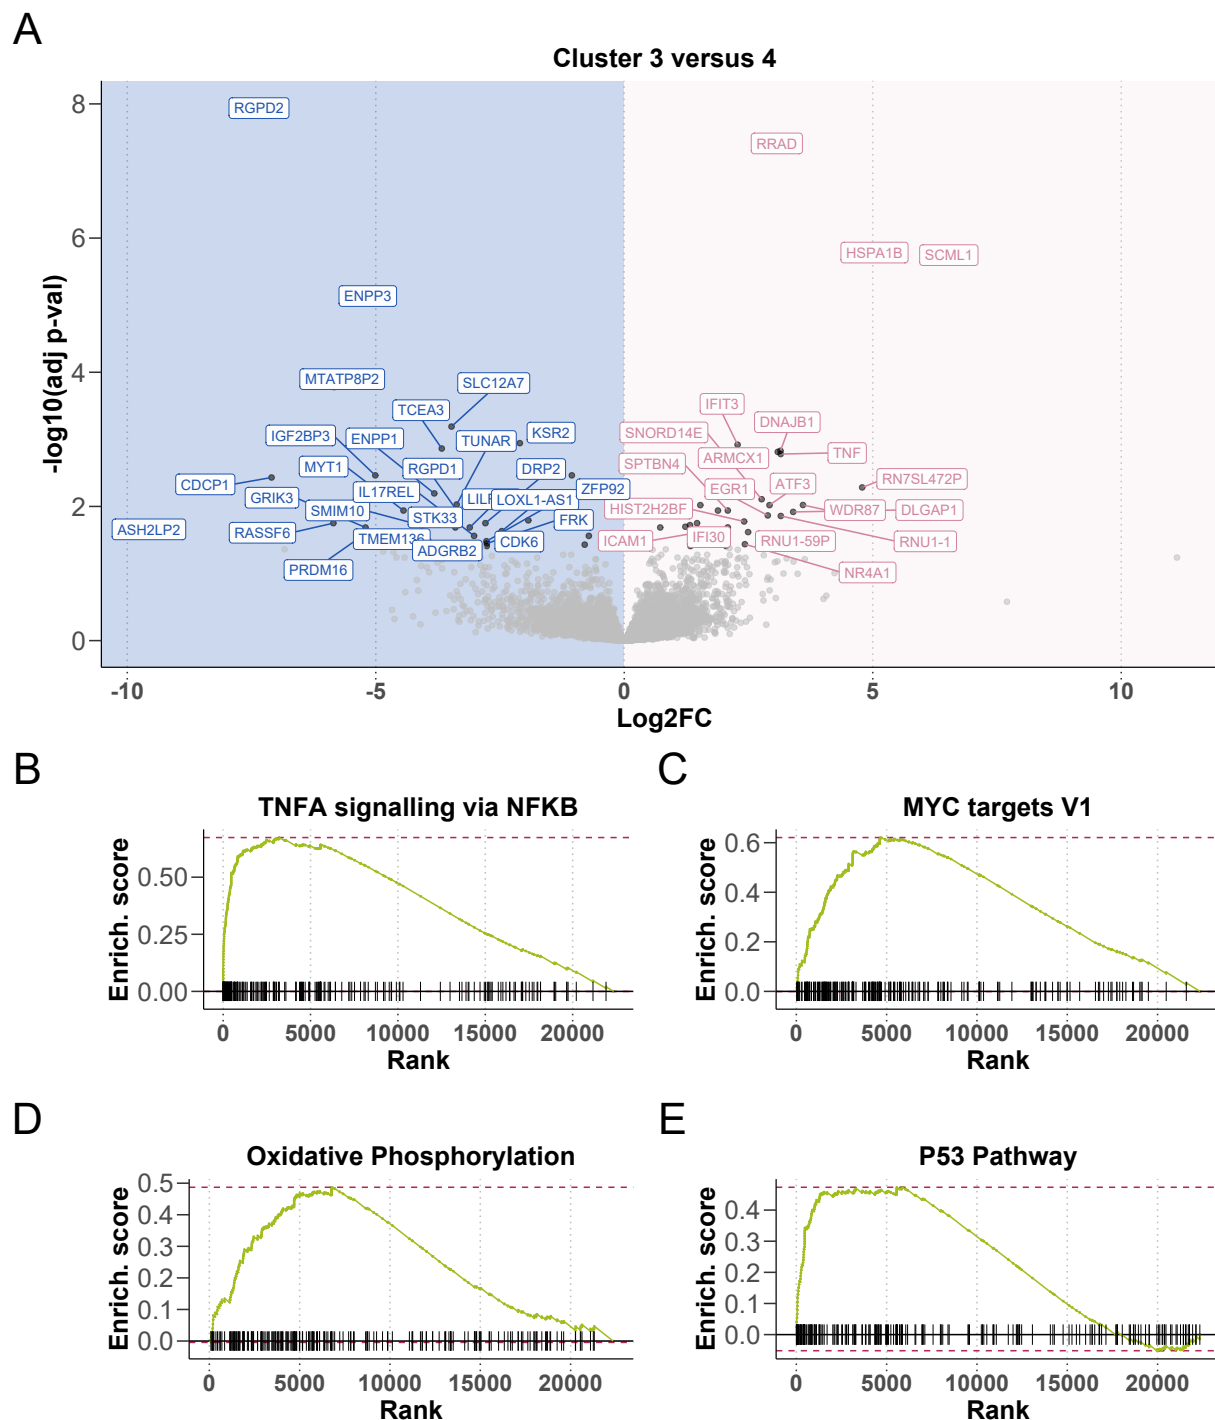 A
Cluster 3 versus 4
-log10(adj p-val)
8
6
4
2
0
RGPD2
RRAD
HSPA1B
SCML1
ENPP3
MTATP8P2
SLC12A7
TCEA3
IFIT3
DNAJB1
IGF2BP3
ENPP1
TUNAR
KSR2
SNORD14E
ARMCX1
TNF
MYT1
RGPD1
DRP2
SPTBN4
CDCP1
IL17REL
ZFP92
EGR1
ATF3
RN7SL472P
GRIK3
SMIM10
LOXL1-AS1
HIST2H2BF
WDR87
DLGAP1
ASH2LP2
RASSF6
STK33
FRK
TMEM136
ADGRB2
CDK6
ICAM1
IFI30
RNU1-59P
RNU1-1
PRDM16
NR4A1
-10
-5
0
5
10
Log2FC
B
TNFA signalling via NFKB
Enrich. score
0.50
0.25
0.00
0 5000 10000 15000 20000
Rank
C
MYC targets V1
Enrich. score
0.6
0.4
0.2
0.0
0 5000 10000 15000 20000
Rank
D
Oxidative Phosphorylation
Enrich. score
0.5
0.4
0.3
0.2
0.1
0.0
0 5000 10000 15000 20000
Rank
E
P53 Pathway
Enrich. score
0.4
0.3
0.2
0.1
0.0
0 5000 10000 15000 20000
Rank